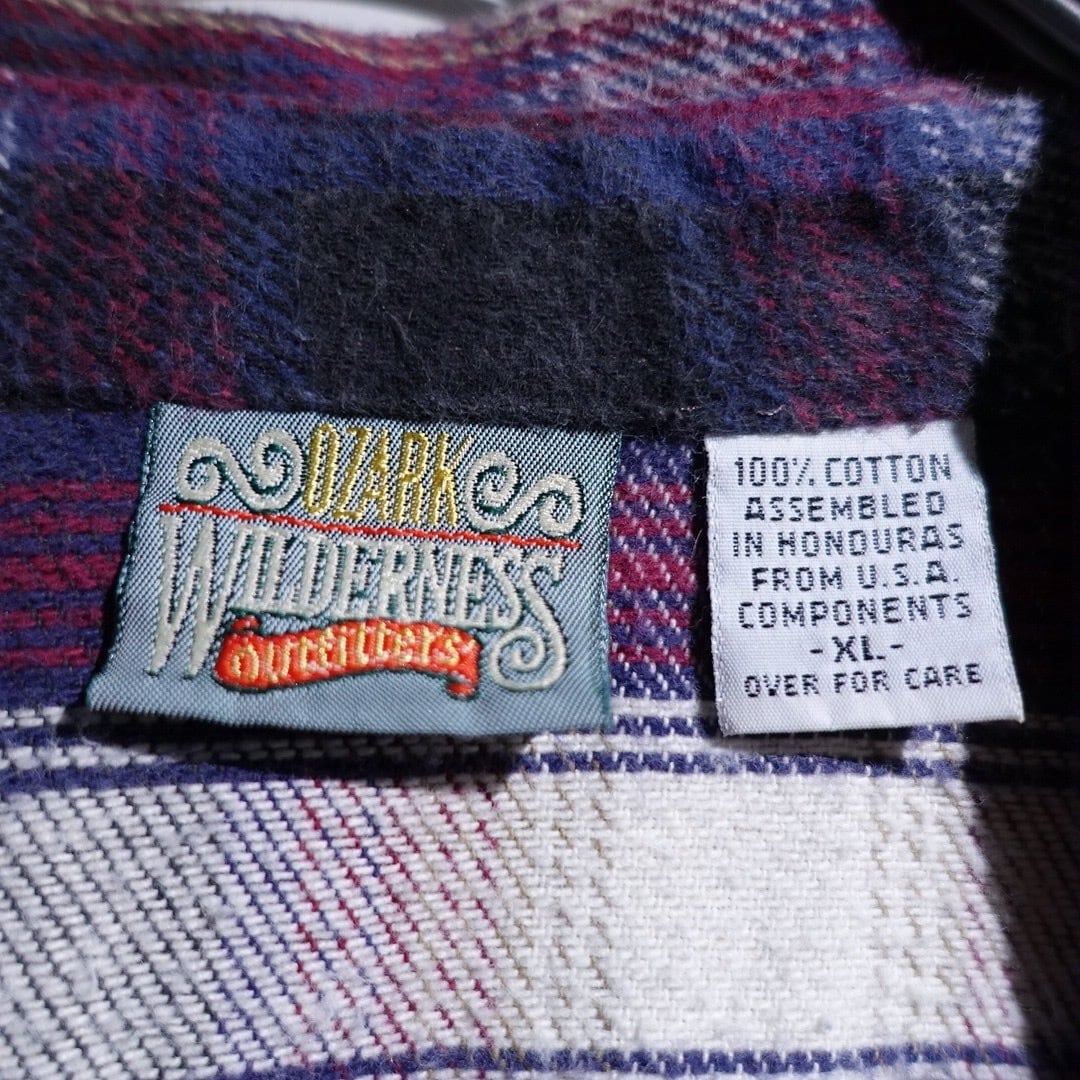 OZARK
WILDERNESS
Outfitters
100% COTTON
ASSEMBLED
IN HONDURAS
FROM U.S.A.
COMPONENTS
-XL-
OVER FOR CARE